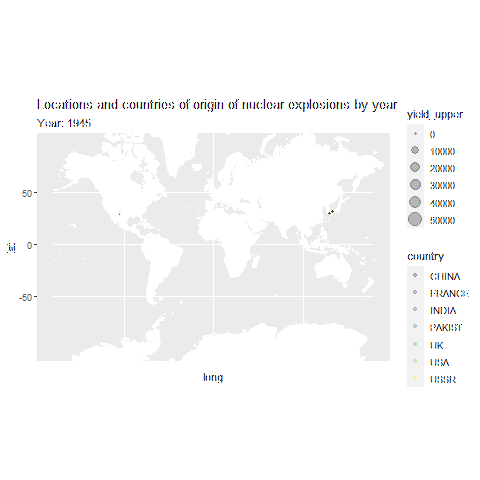 Locations and countries of origin of nuclear explosions by year
Year: 1945
50
0
-50
lat
long
yield_upper
0
10000
20000
30000
40000
50000
country
CHINA
FRANCE
INDIA
PAKIST
UK
USA
USSR